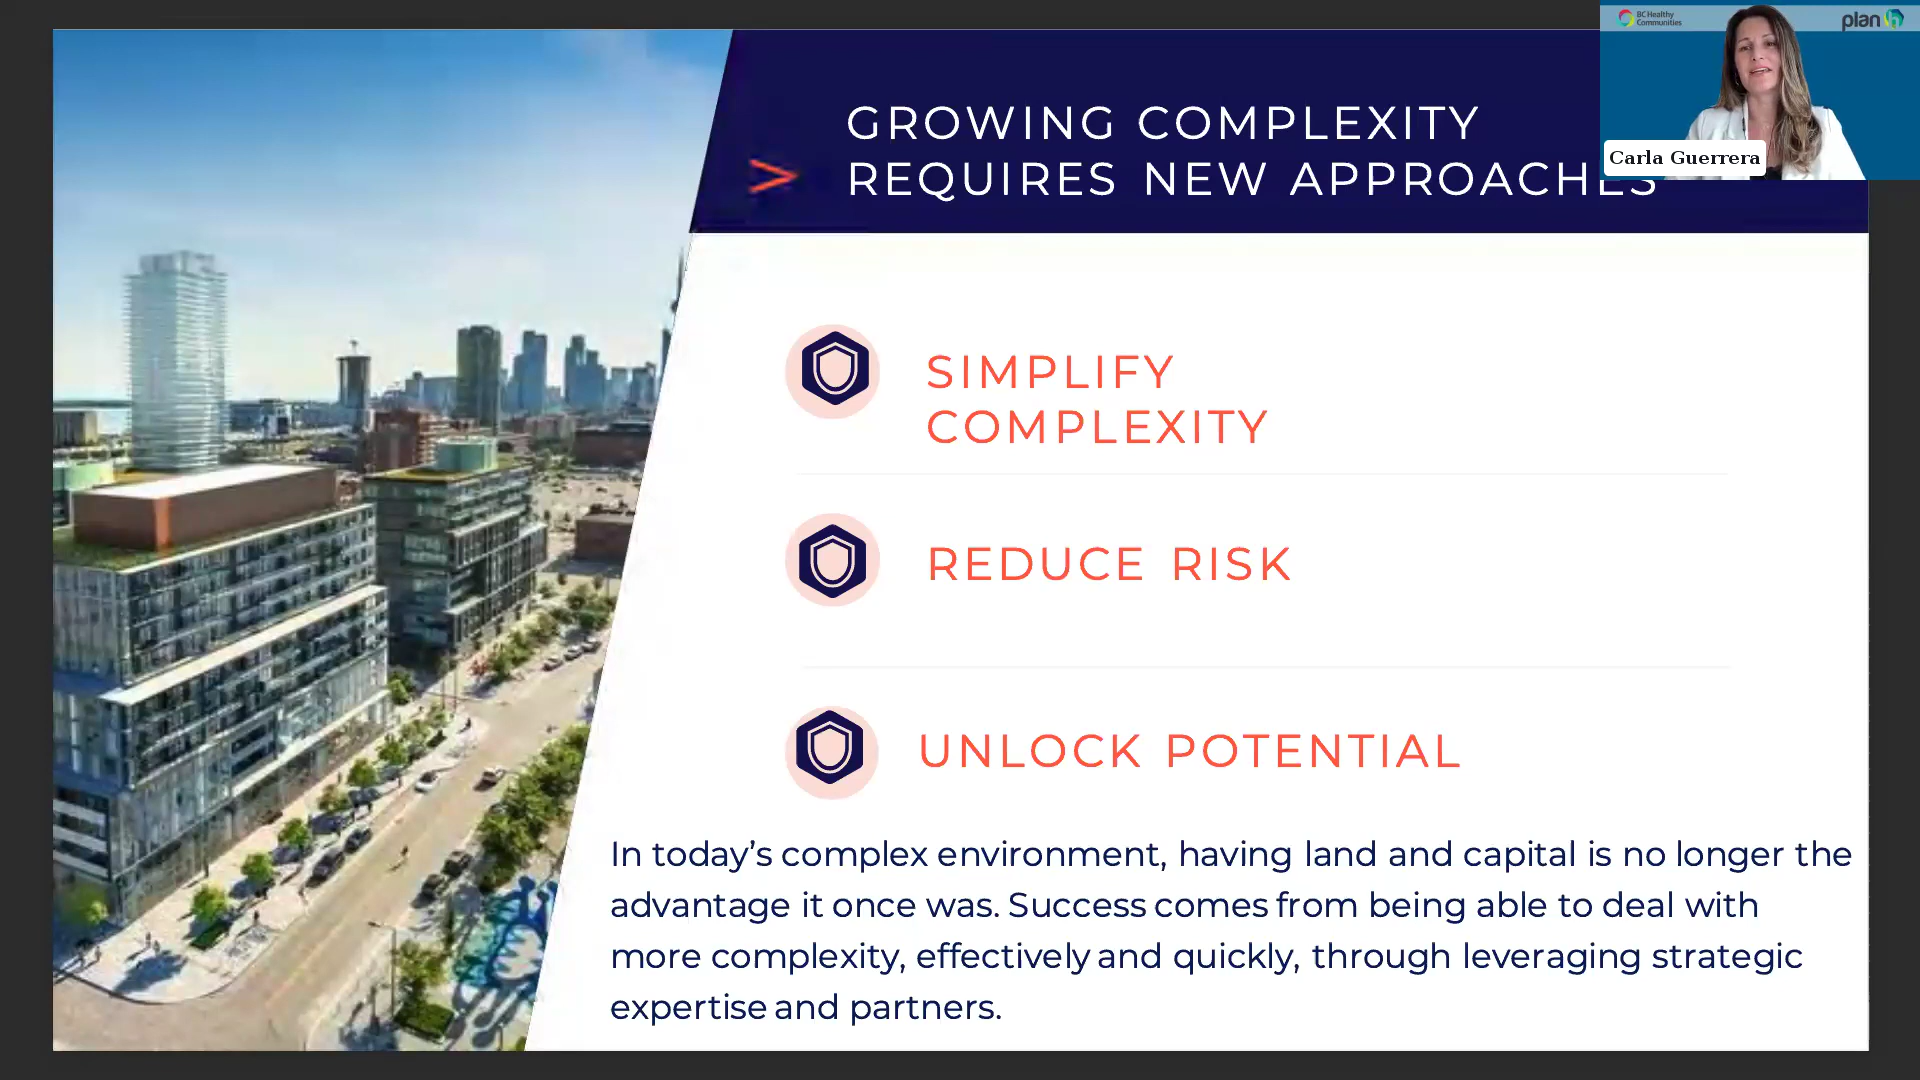 BC Healthy
Communities
plan h
GROWING COMPLEXITY
> REQUIRES NEW APPROACHES
Carla Guerrera
SIMPLIFY
COMPLEXITY
REDUCE RISK
UNLOCK POTENTIAL
In today’s complex environment, having land and capital is no longer the
advantage it once was. Success comes from being able to deal with
more complexity, effectively and quickly, through leveraging strategic
expertise and partners.